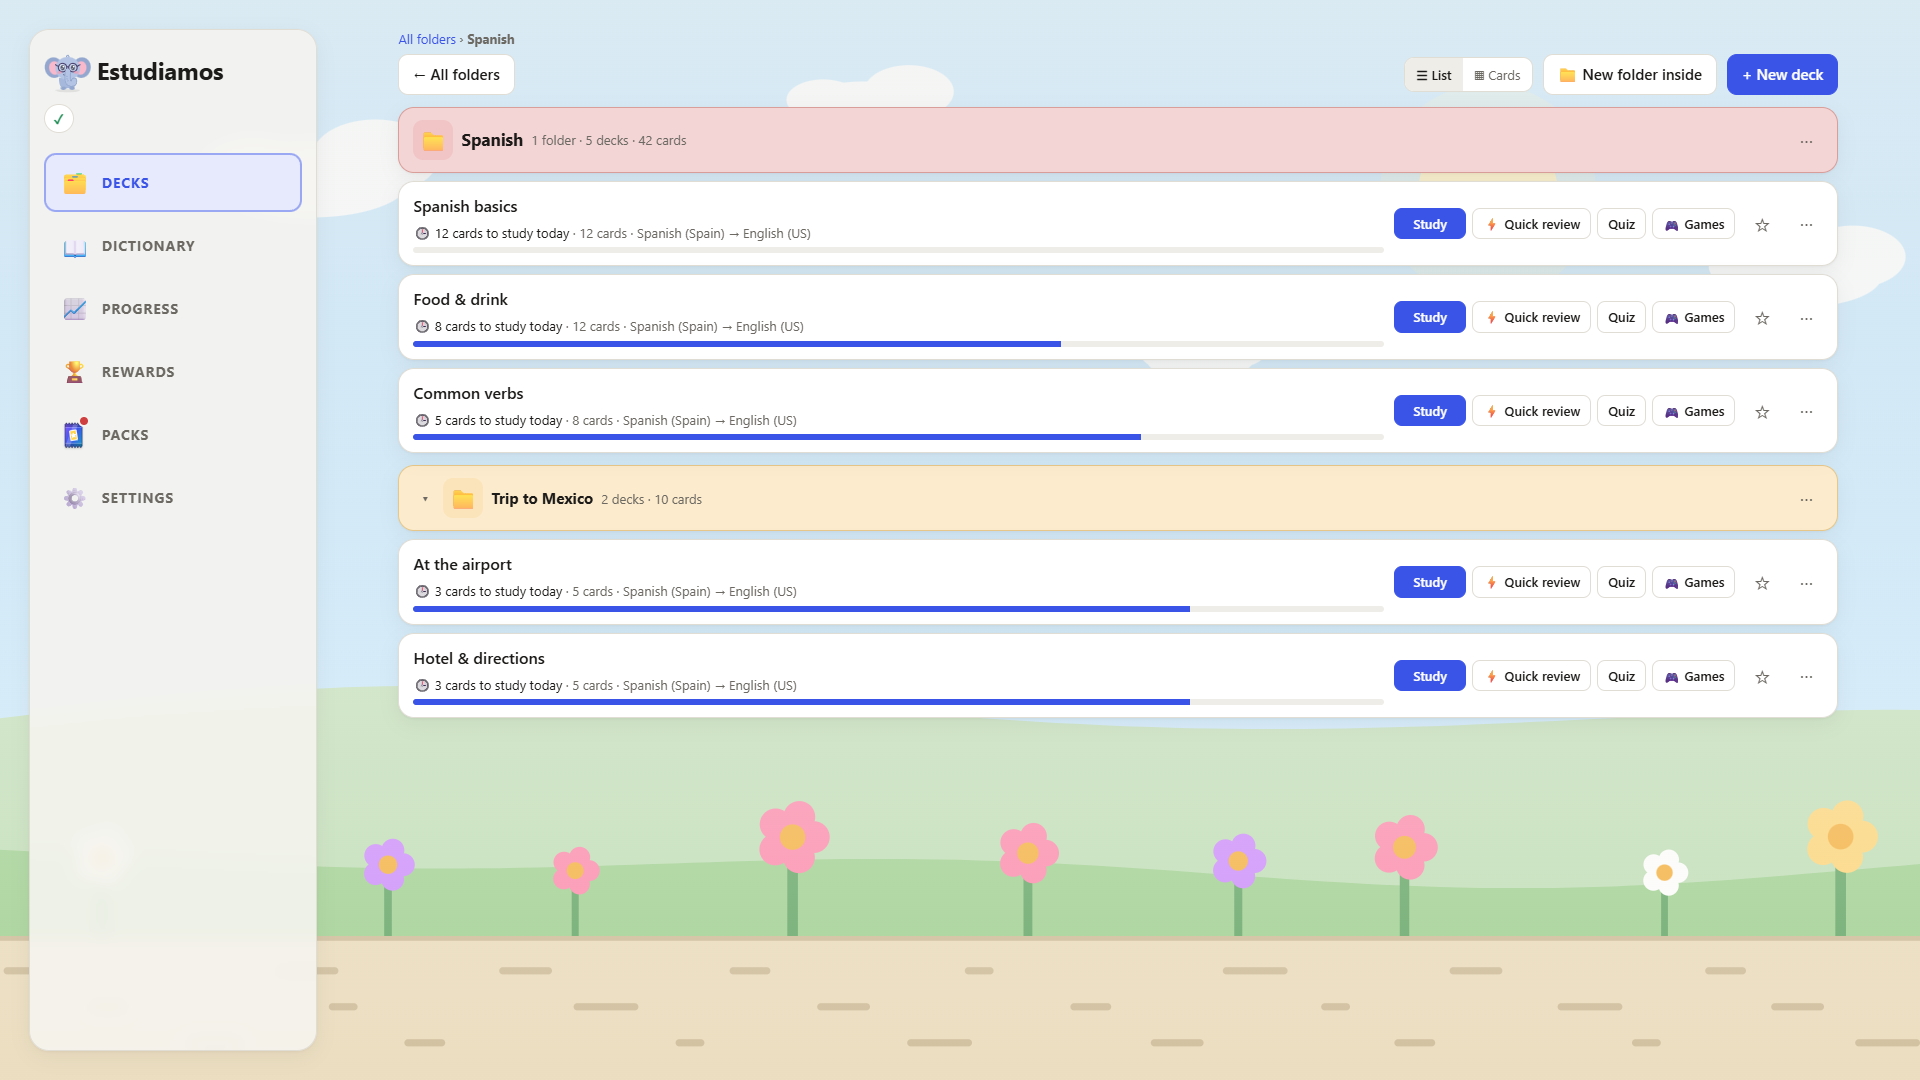 Estudiamos
✓
DECKS
DICTIONARY
PROGRESS
REWARDS
PACKS
SETTINGS
All folders › Spanish
← All folders
☰ List
▦ Cards
New folder inside
+ New deck
Spanish 1 folder · 5 decks · 42 cards ...
Spanish basics
12 cards to study today · 12 cards · Spanish (Spain) → English (US)
Study Quick review Quiz Games ☆ ...
Food & drink
8 cards to study today · 12 cards · Spanish (Spain) → English (US)
Study Quick review Quiz Games ☆ ...
Common verbs
5 cards to study today · 8 cards · Spanish (Spain) → English (US)
Study Quick review Quiz Games ☆ ...
▾ Trip to Mexico 2 decks · 10 cards ...
At the airport
3 cards to study today · 5 cards · Spanish (Spain) → English (US)
Study Quick review Quiz Games ☆ ...
Hotel & directions
3 cards to study today · 5 cards · Spanish (Spain) → English (US)
Study Quick review Quiz Games ☆ ...